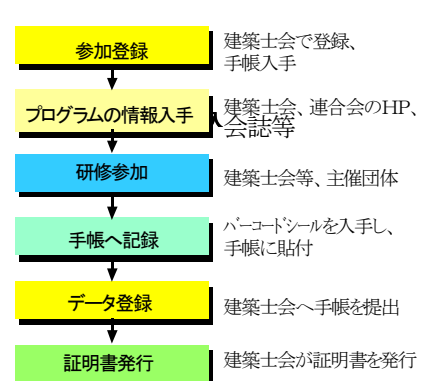 参加登録
建築士会で登録、
手帳入手
プログラムの情報入手
建築士会、連合会のHP、
会誌等
研修参加
建築士会等、主催団体
手帳へ記録
バーコードシールを入手し、
手帳に貼付
データ登録
建築士会へ手帳を提出
証明書発行
建築士会が証明書を発行